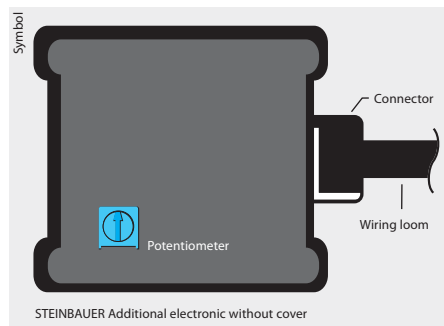 Symbol
Connector
Wiring loom
Potentiometer
STEINBAUER Additional electronic without cover